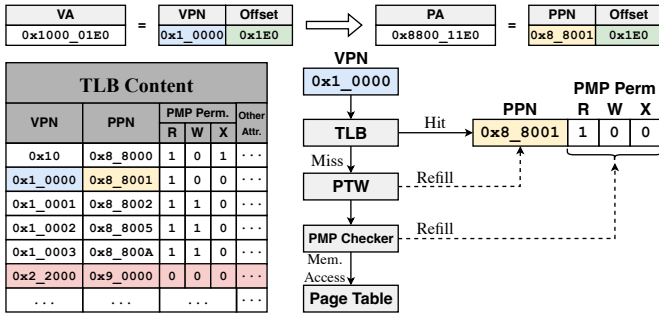 VA = VPN Offset PA = PPN Offset
0x1000_01E0 0x1_0000 0x1E0 0x8800_11E0 0x8_8001 0x1E0
TLB Content
VPN PPN PMP Perm. Other Attr.
R W X
0x10 0x8_8000 1 0 1 ...
0x1_0000 0x8_8001 1 0 0 ...
0x1_0001 0x8_8002 1 1 0 ...
0x1_0002 0x8_8005 1 1 0 ...
0x1_0003 0x8_800A 1 1 0 ...
0x2_2000 0x9_0000 0 0 0 ...
... ... ... ...
VPN
0x1_0000
TLB
Hit
PPN
0x8_8001
PMP Perm
R W X
1 0 0
Miss
PTW
Refill
PMP Checker
Refill
Mem.
Access
Page Table